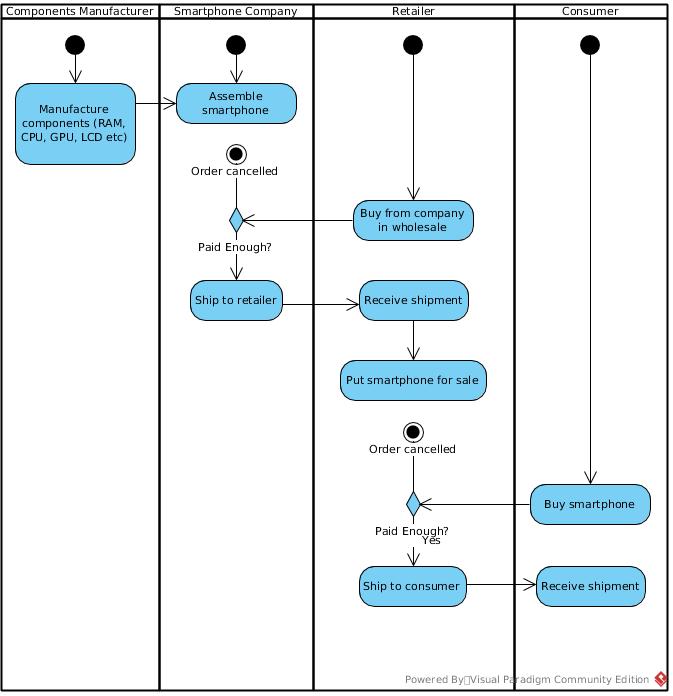 Components Manufacturer
Smartphone Company
Retailer
Consumer
Manufacture
components (RAM,
CPU, GPU, LCD etc)
Assemble
smartphone
Order cancelled
Buy from company
in wholesale
Paid Enough?
Ship to retailer
Receive shipment
Put smartphone for sale
Order cancelled
Buy smartphone
Paid Enough?
Yes
Ship to consumer
Receive shipment
Powered By Visual Paradigm Community Edition